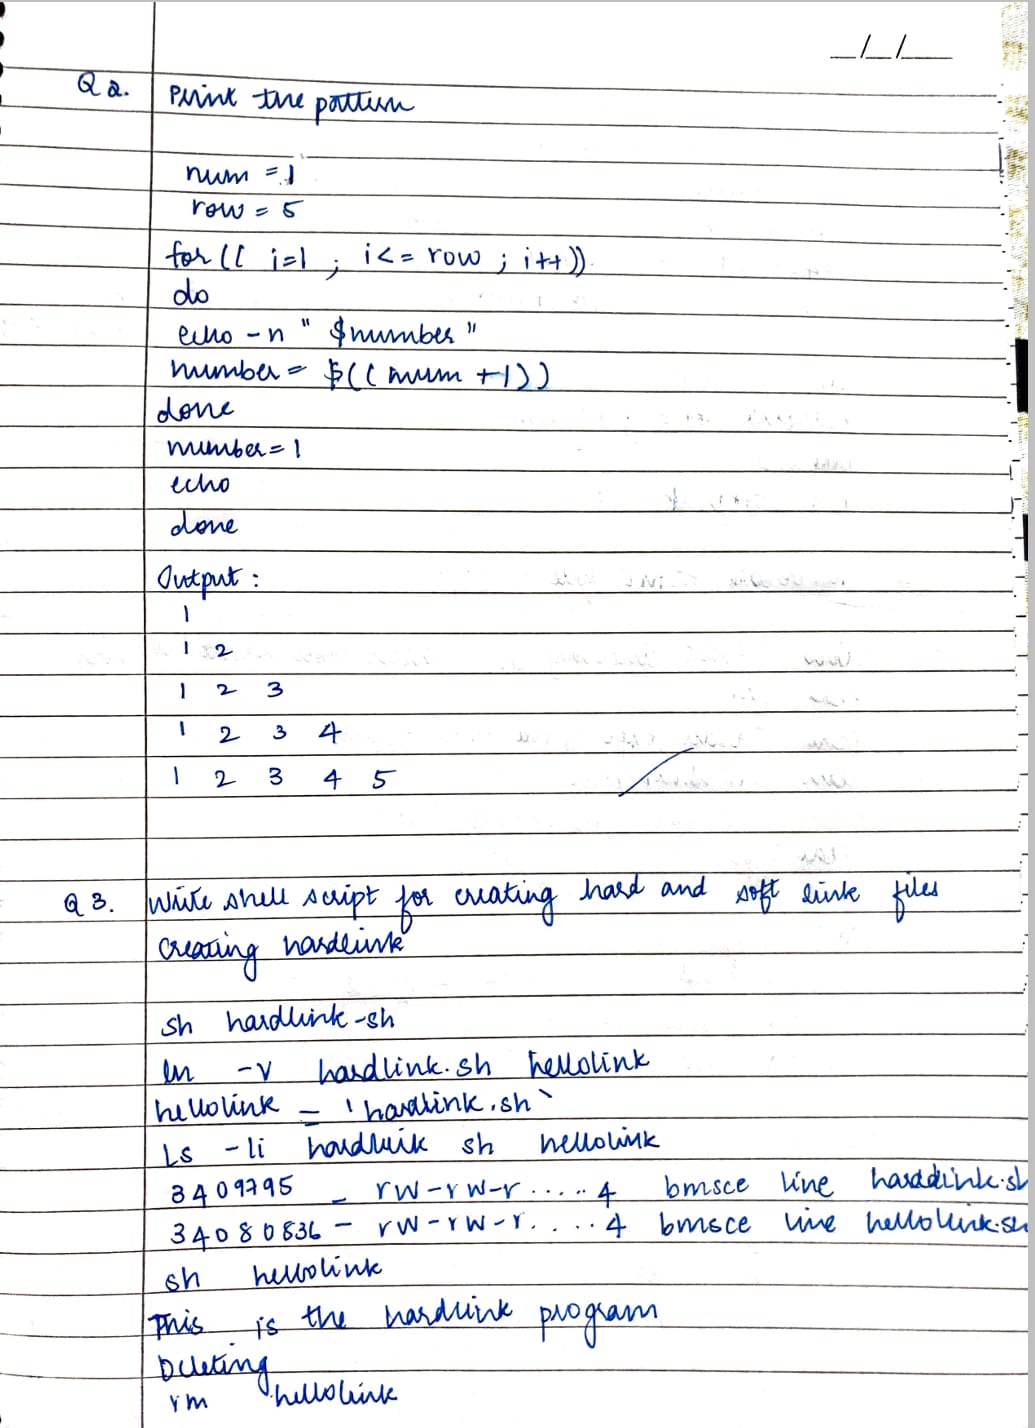 _/_/___
Q2. Print the pattern
num = 1
row = 5
for (( i=1 ; i<= row ; i++))
do
echo -n " $number "
number = $(( num +1))
done
number = 1
echo
done
Output :
1
1 2
1 2 3
1 2 3 4
1 2 3 4 5
Q3. Write shell script for creating hard and soft link files
creating hardlink
sh hardlink-sh
ln -v hardlink.sh hellolink
hellolink = ' hardlink.sh `
Ls -li hardlink sh hellolink
3409795 - rw-rw-r ..... 4 bmsce line harddink.sh
34080836 - rw-rw-r. . .. 4 bmsce line hellolink.sh
sh hellolink
This is the hardlink program
Deleting
rm hellolink